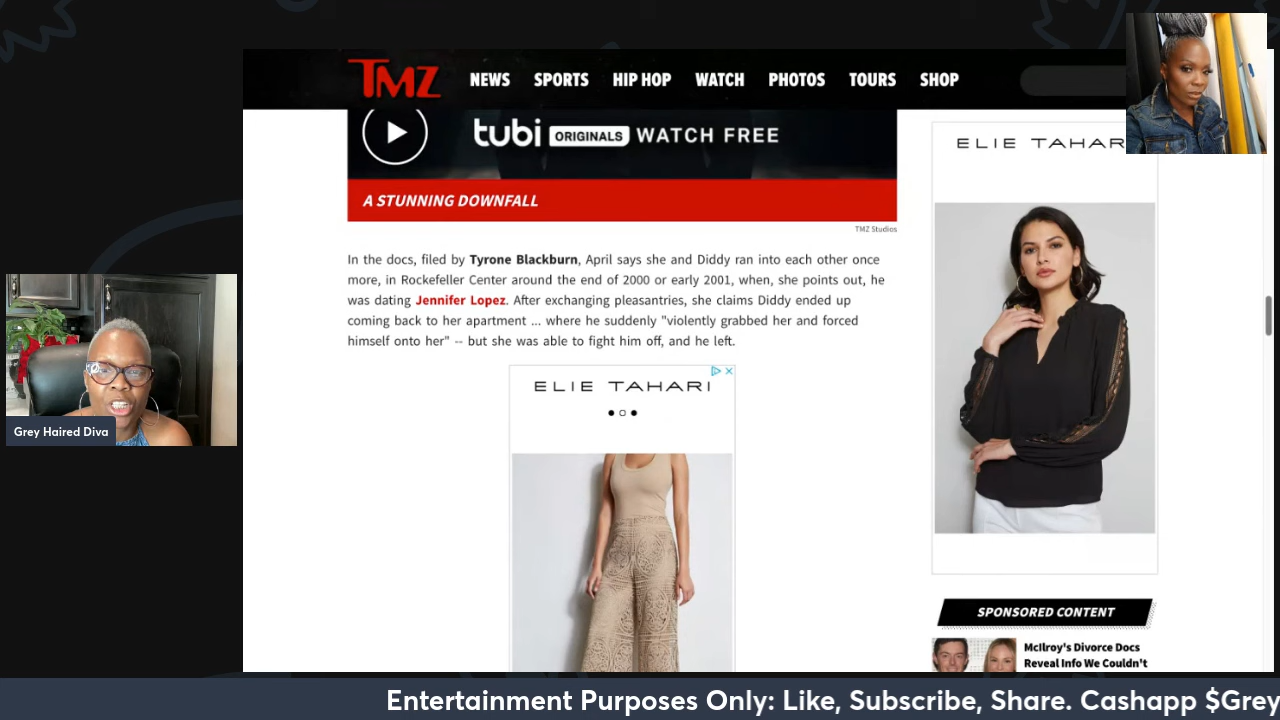 TMZ NEWS SPORTS HIP HOP WATCH PHOTOS TOURS SHOP
tubi ORIGINALS WATCH FREE
A STUNNING DOWNFALL
TMZ Studios
In the docs, filed by Tyrone Blackburn, April says she and Diddy ran into each other once
more, in Rockefeller Center around the end of 2000 or early 2001, when, she points out, he
was dating Jennifer Lopez. After exchanging pleasantries, she claims Diddy ended up
coming back to her apartment ... where he suddenly "violently grabbed her and forced
himself onto her" -- but she was able to fight him off, and he left.
ELIE TAHARI
ELIE TAHAR
SPONSORED CONTENT
McIlroy's Divorce Docs
Reveal Info We Couldn't
Grey Haired Diva
Entertainment Purposes Only: Like, Subscribe, Share. Cashapp $Grey